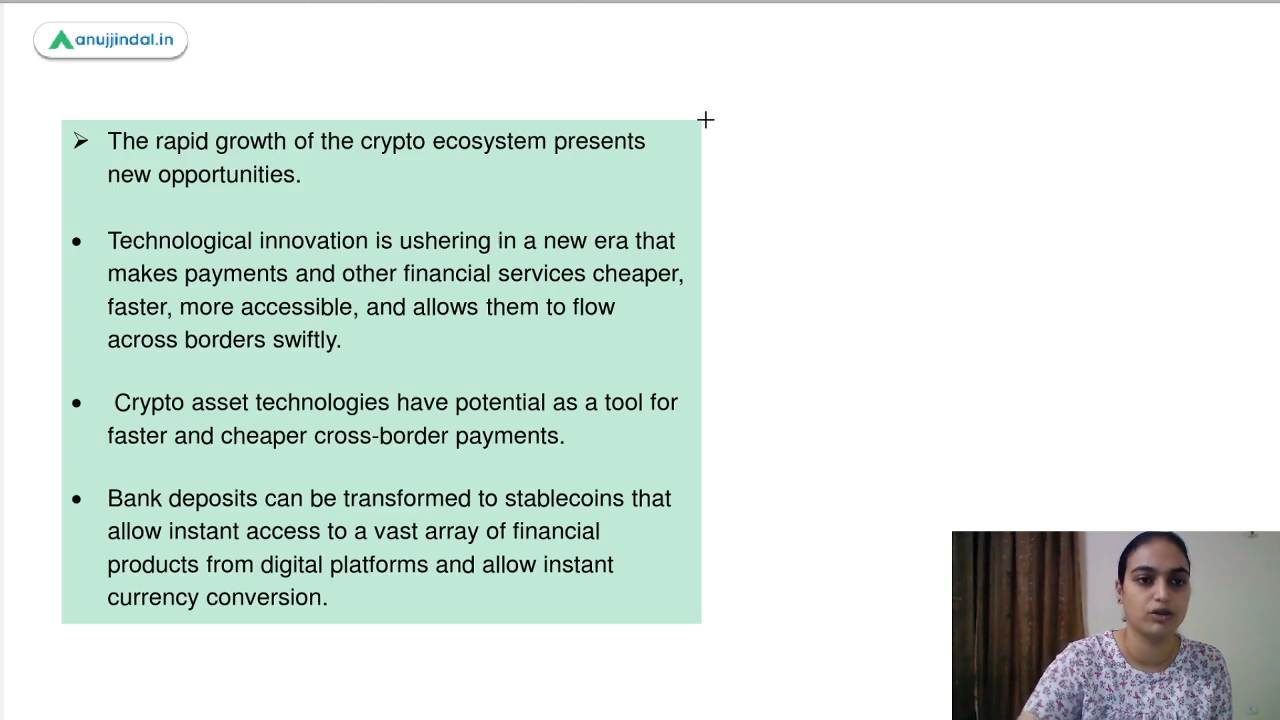 anujjindal.in
➢ The rapid growth of the crypto ecosystem presents
new opportunities.
• Technological innovation is ushering in a new era that
makes payments and other financial services cheaper,
faster, more accessible, and allows them to flow
across borders swiftly.
• Crypto asset technologies have potential as a tool for
faster and cheaper cross-border payments.
• Bank deposits can be transformed to stablecoins that
allow instant access to a vast array of financial
products from digital platforms and allow instant
currency conversion.